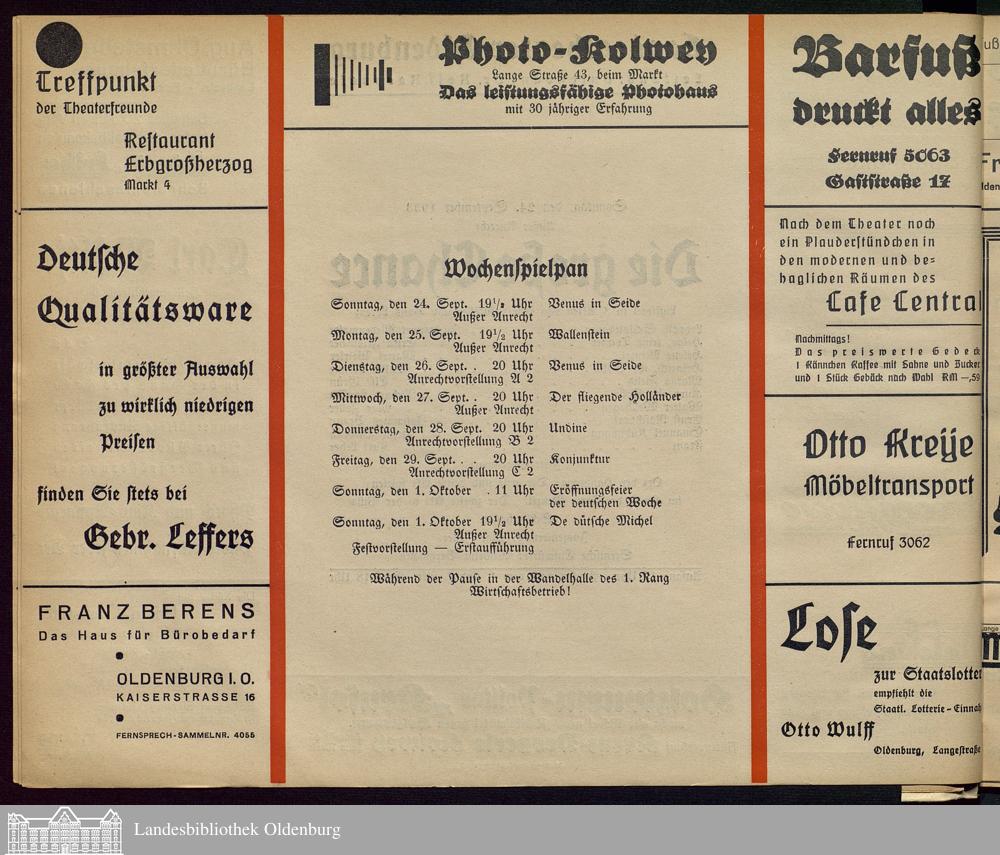 Treffpunkt
der Theaterfreunde
Restaurant
Erbgroßherzog
Markt 4
Deutsche
Qualitätsware
in größter Auswahl
zu wirklich niedrigen
Preisen
finden Sie stets bei
Gebr. Leffers
FRANZ BERENS
Das Haus für Bürobedarf
OLDENBURG I. O.
KAISERSTRASSE 16
FERNSPRECH-SAMMELNR. 4055
Photo-Kolwey
Lange Straße 43, beim Markt
Das leistungsfähige Photohaus
mit 30 jähriger Erfahrung
Wochenspielpan
Sonntag, den 24. Sept. 19½ Uhr Venus in Seide
Außer Anrecht
Montag, den 25. Sept. 19½ Uhr Wallenstein
Außer Anrecht
Dienstag, den 26. Sept. . 20 Uhr Venus in Seide
Anrechtvorstellung A 2
Mittwoch, den 27. Sept. . 20 Uhr Der fliegende Holländer
Außer Anrecht
Donnerstag, den 28. Sept. 20 Uhr Undine
Anrechtvorstellung B 2
Freitag, den 29. Sept. . . 20 Uhr Konjunktur
Anrechtvorstellung C 2
Sonntag, den 1. Oktober . 11 Uhr Eröffnungsfeier
der deutschen Woche
Sonntag, den 1. Oktober 19½ Uhr De dütsche Michel
Außer Anrecht
Festvorstellung — Erstaufführung
Während der Pause in der Wandelhalle des 1. Rang
Wirtschaftsbetrieb!
Barfuß
druckt alles
Fernruf 5063
Gaststraße 17
Nach dem Theater noch
ein Plauderstündchen in
den modernen und be-
haglichen Räumen des
Cafe Central
Nachmittags!
Das preiswerte Gedeck
1 Kännchen Kaffee mit Sahne und Zucker
und 1 Stück Gebäck nach Wahl RM —,59
Otto Kreije
Möbeltransport
Fernruf 3062
Lose
zur Staatslotter
empfiehlt die
Staatl. Lotterie-Einnah
Otto Wulff
Oldenburg, Langestraße
Landesbibliothek Oldenburg